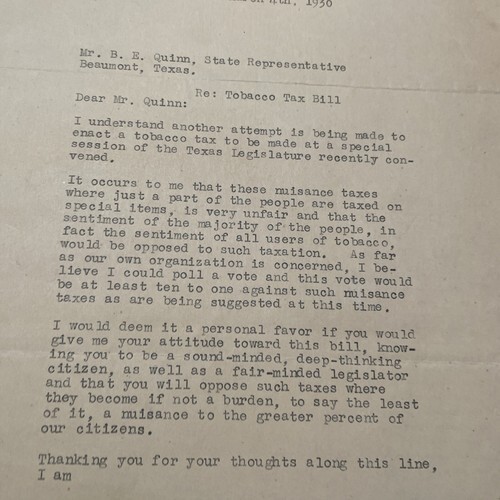 4th, 1930
Mr. B. E. Quinn, State Representative
Beaumont, Texas.
Re: Tobacco Tax Bill
Dear Mr. Quinn:
I understand another attempt is being made to
enact a tobacco tax to be made at a special
session of the Texas Legislature recently con-
vened.
It occurs to me that these nuisance taxes
where just a part of the people are taxed on
special items, is very unfair and that the
sentiment of the majority of the people, in
fact the sentiment of all users of tobacco,
would be opposed to such taxation. As far
as our own organization is concerned, I be-
lieve I could poll a vote and this vote would
be at least ten to one against such nuisance
taxes as are being suggested at this time.
I would deem it a personal favor if you would
give me your attitude toward this bill, know-
ing you to be a sound-minded, deep-thinking
citizen, as well as a fair-minded legislator
and that you will oppose such taxes where
they become if not a burden, to say the least
of it, a nuisance to the greater percent of
our citizens.
Thanking you for your thoughts along this line,
I am